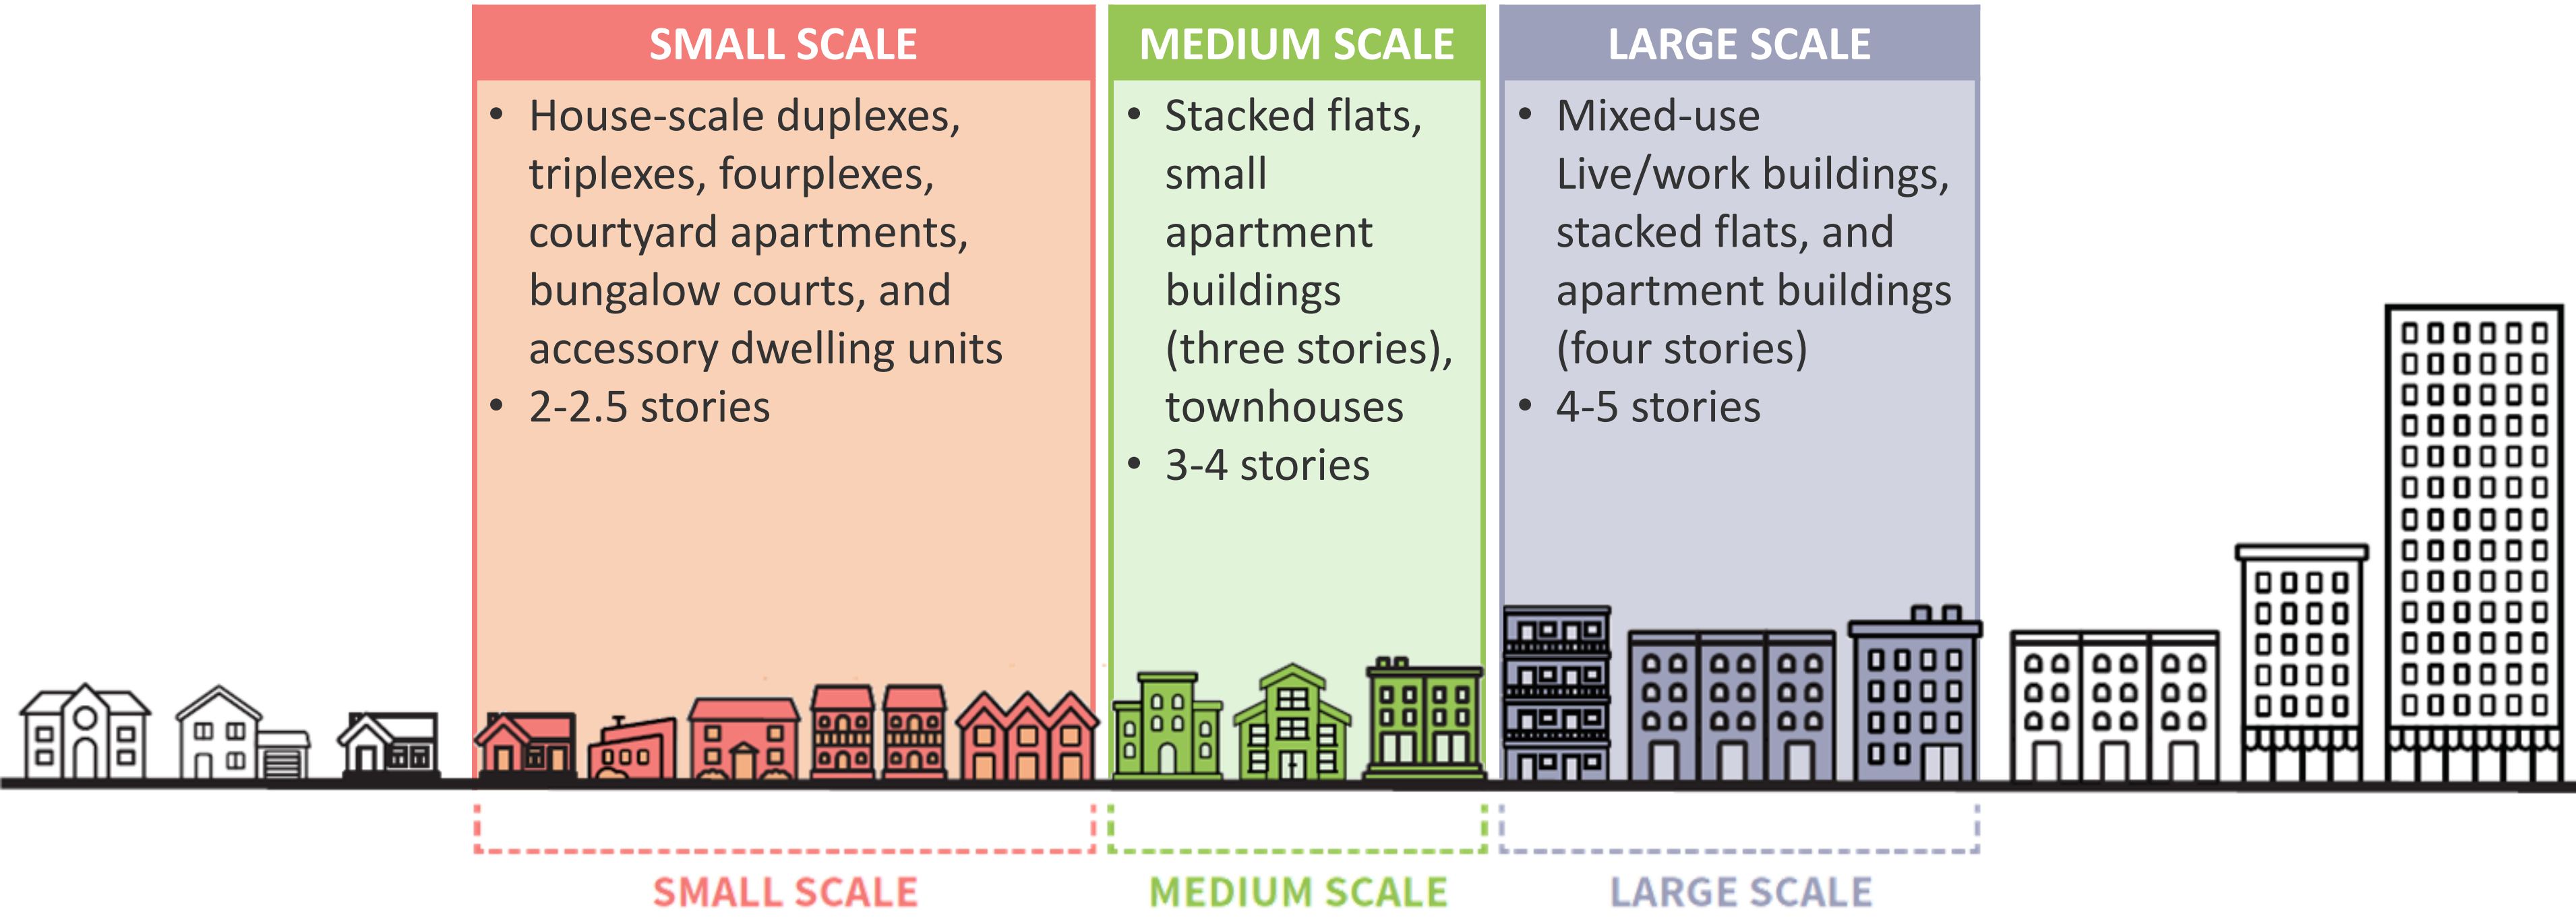 SMALL SCALE
• House-scale duplexes,
triplexes, fourplexes,
courtyard apartments,
bungalow courts, and
accessory dwelling units
• 2-2.5 stories
MEDIUM SCALE
• Stacked flats,
small
apartment
buildings
(three stories),
townhouses
• 3-4 stories
LARGE SCALE
• Mixed-use
Live/work buildings,
stacked flats, and
apartment buildings
(four stories)
• 4-5 stories
SMALL SCALE
MEDIUM SCALE
LARGE SCALE